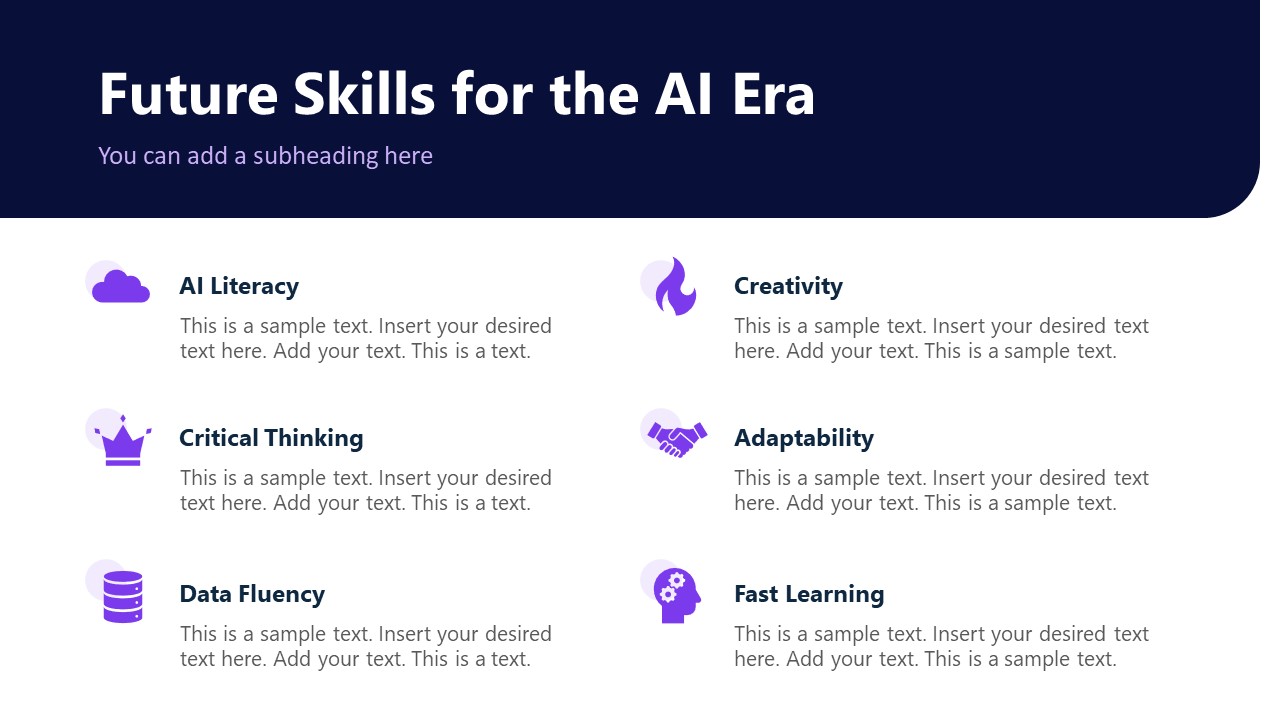 Future Skills for the AI Era
You can add a subheading here
AI Literacy
This is a sample text. Insert your desired
text here. Add your text. This is a text.
Critical Thinking
This is a sample text. Insert your desired
text here. Add your text. This is a text.
Data Fluency
This is a sample text. Insert your desired
text here. Add your text. This is a text.
Creativity
This is a sample text. Insert your desired text
here. Add your text. This is a sample text.
Adaptability
This is a sample text. Insert your desired text
here. Add your text. This is a sample text.
Fast Learning
This is a sample text. Insert your desired text
here. Add your text. This is a sample text.